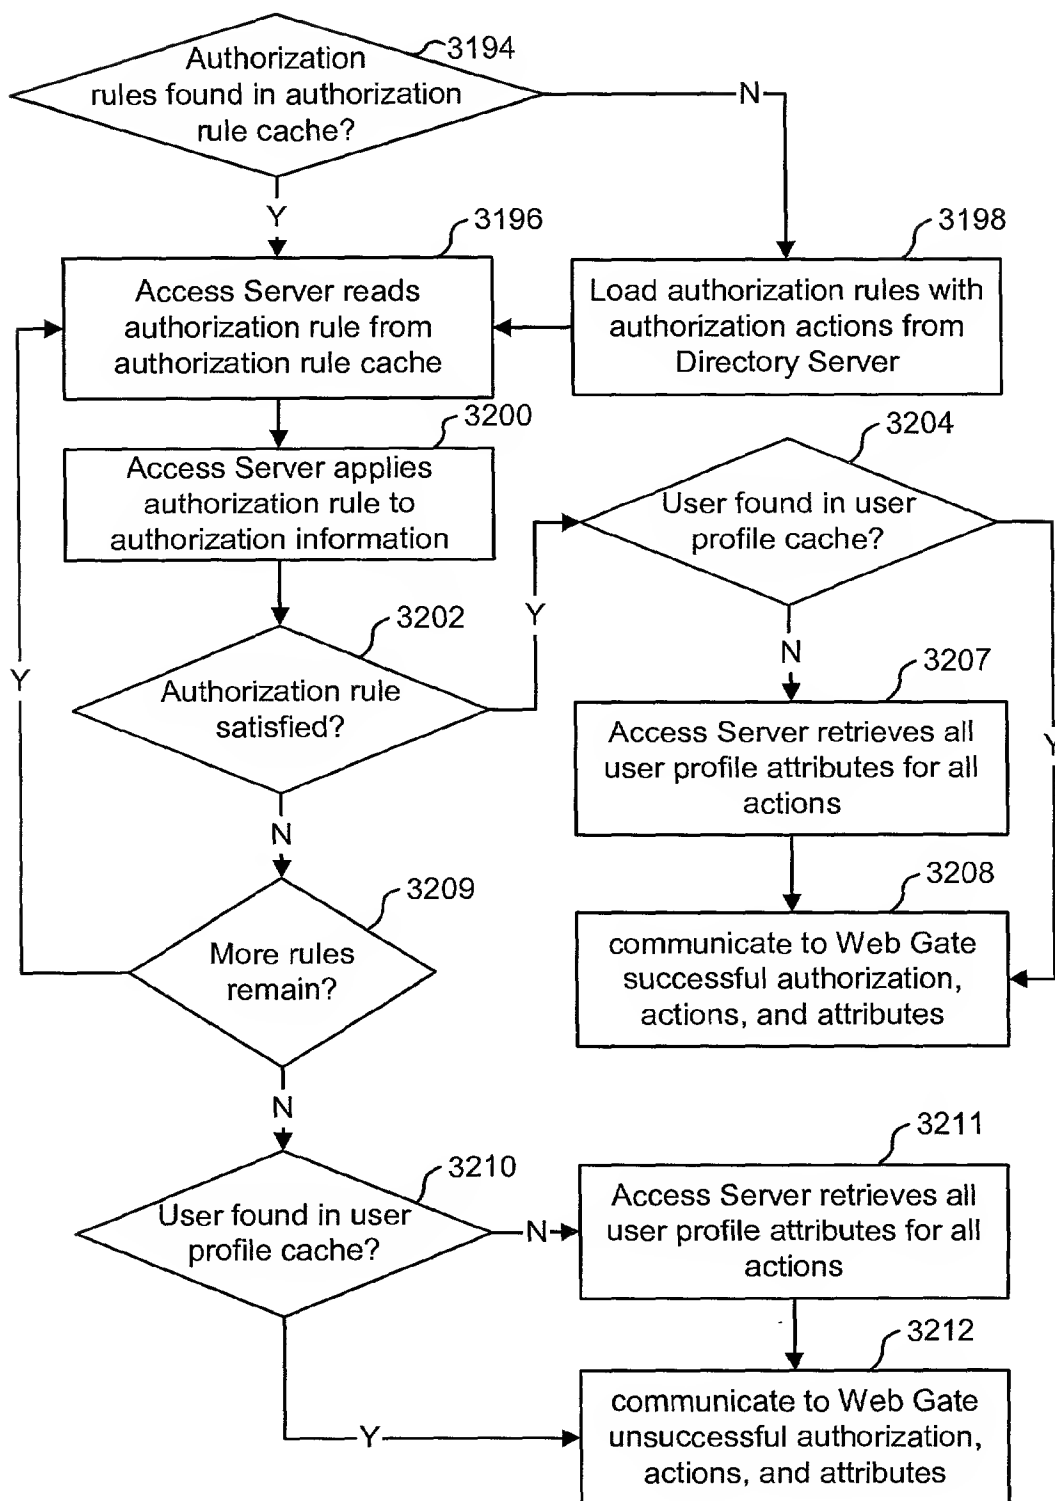 3194
Authorization
rules found in authorization
rule cache?
N
Y
3196
3198
Access Server reads
authorization rule from
authorization rule cache
Load authorization rules with
authorization actions from
Directory Server
3200
3204
Access Server applies
authorization rule to
authorization information
User found in user
profile cache?
Y
3202
N
Y
Authorization rule
satisfied?
3207
Access Server retrieves all
user profile attributes for all
actions
Y
N
3209
3208
More rules
remain?
communicate to Web Gate
successful authorization,
actions, and attributes
N
3211
3210
User found in user
profile cache?
N
Access Server retrieves all
user profile attributes for all
actions
3212
Y
communicate to Web Gate
unsuccessful authorization,
actions, and attributes